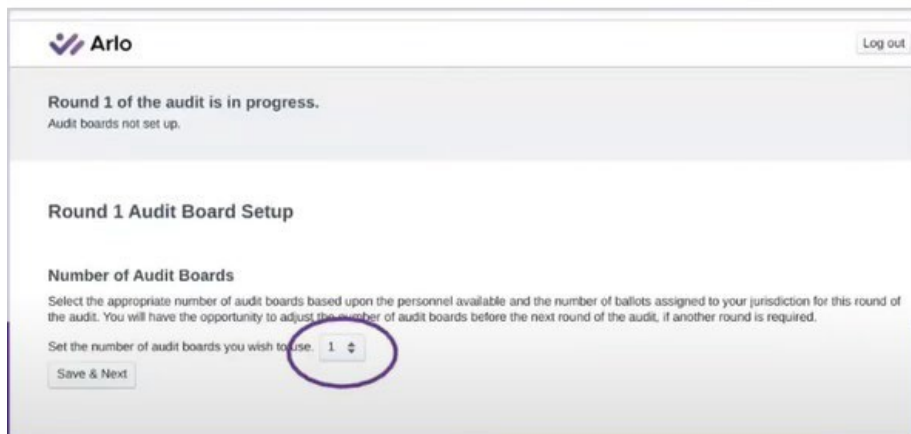 Arlo
Log out
Round 1 of the audit is in progress.
Audit boards not set up.
Round 1 Audit Board Setup
Number of Audit Boards
Select the appropriate number of audit boards based upon the personnel available and the number of ballots assigned to your jurisdiction for this round of
the audit. You will have the opportunity to adjust the number of audit boards before the next round of the audit, if another round is required.
Set the number of audit boards you wish to use. 1
Save & Next